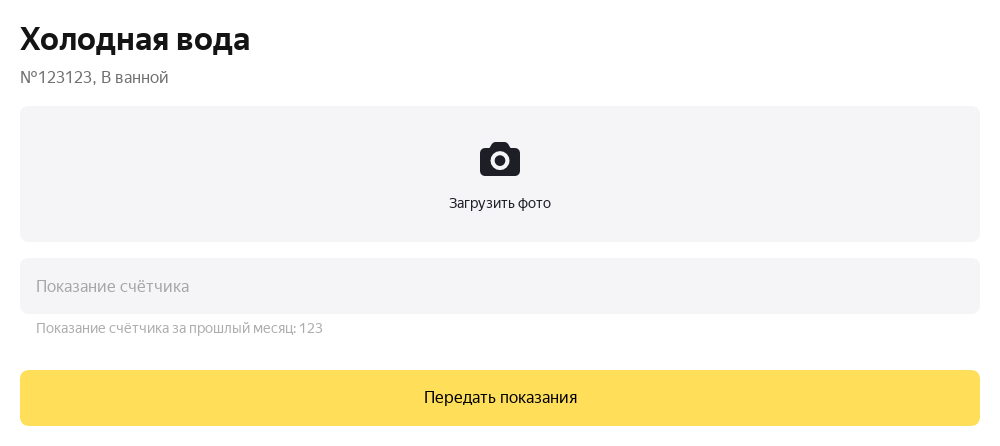 Холодная вода
№123123, В ванной
Загрузить фото
Показание счётчика
Показание счётчика за прошлый месяц: 123
Передать показания